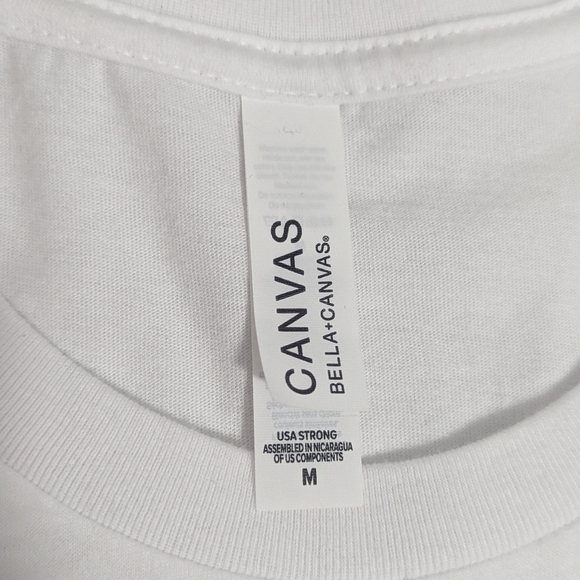 CANVAS
BELLA+CANVAS®
USA STRONG
ASSEMBLED IN NICARAGUA
OF US COMPONENTS
M